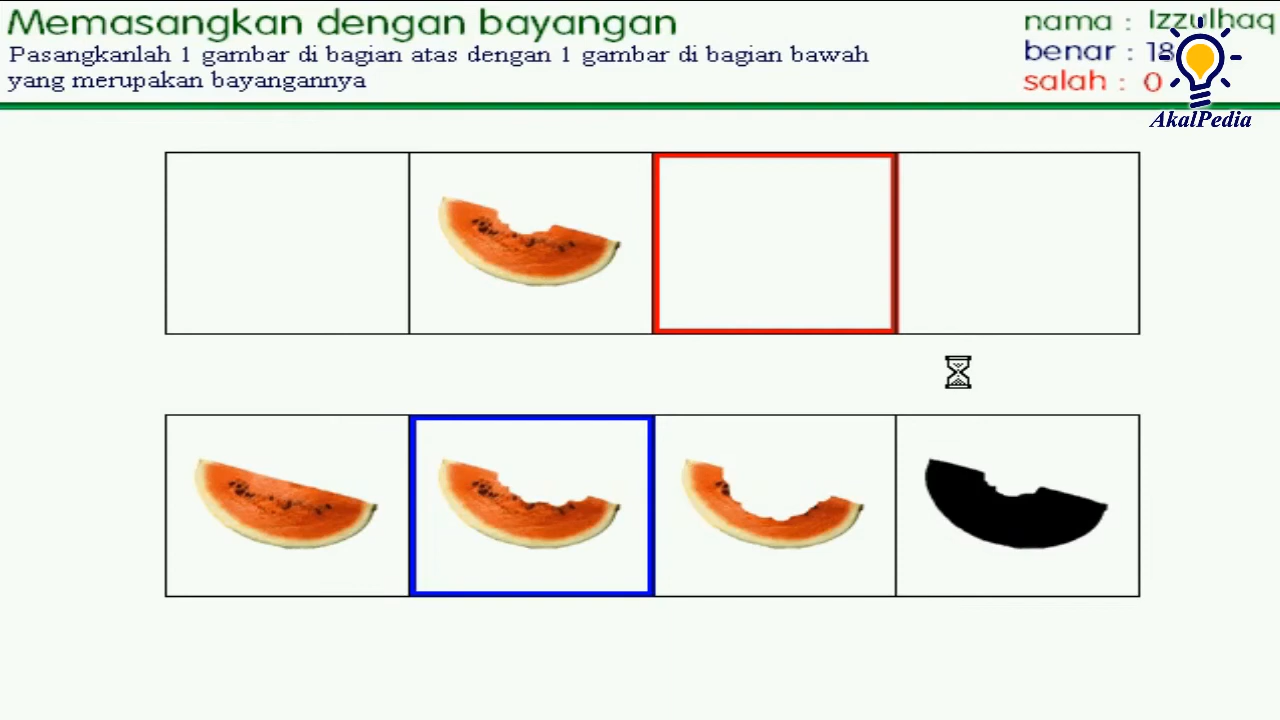 Memasangkan dengan bayangan
Pasangkanlah 1 gambar di bagian atas dengan 1 gambar di bagian bawah
yang merupakan bayangannya
nama : Izzulhaq
benar : 18
salah : 0
AkalPedia